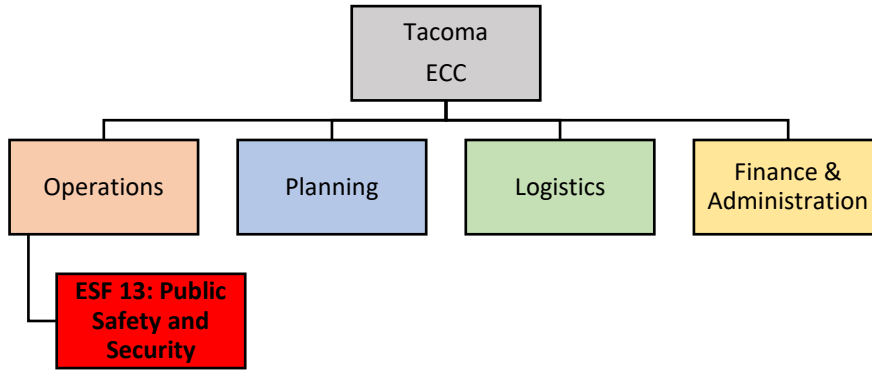 Tacoma
ECC
Operations
Planning
Logistics
Finance &
Administration
ESF 13: Public
Safety and
Security